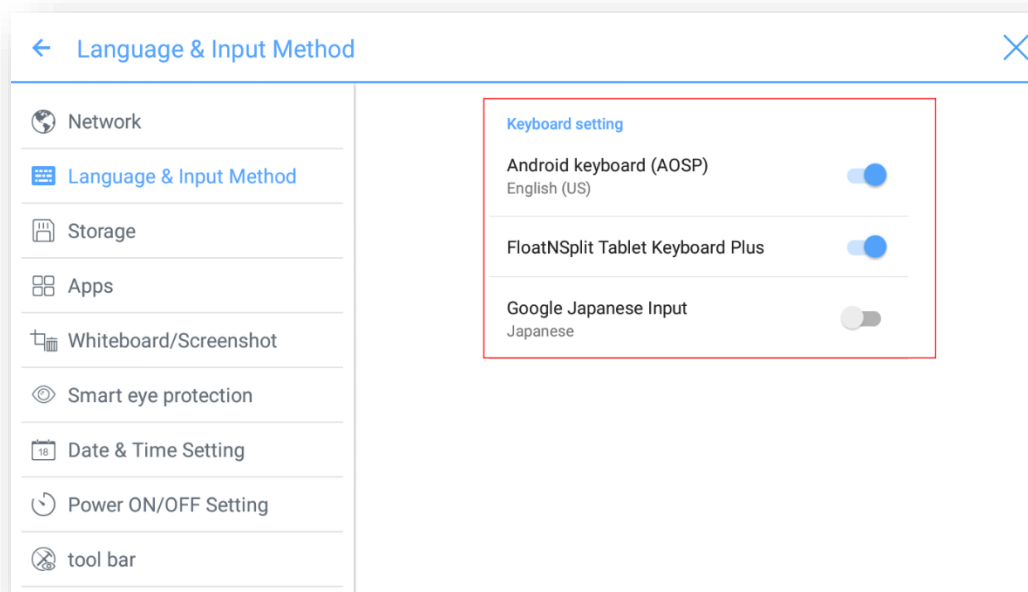 Language & Input Method
Network
Language & Input Method
Storage
Apps
Whiteboard/Screenshot
Smart eye protection
18
Date & Time Setting
Power ON/OFF Setting
tool bar
Keyboard setting
Android keyboard (AOSP)
English (US)
FloatNSplit Tablet Keyboard Plus
Google Japanese Input
Japanese